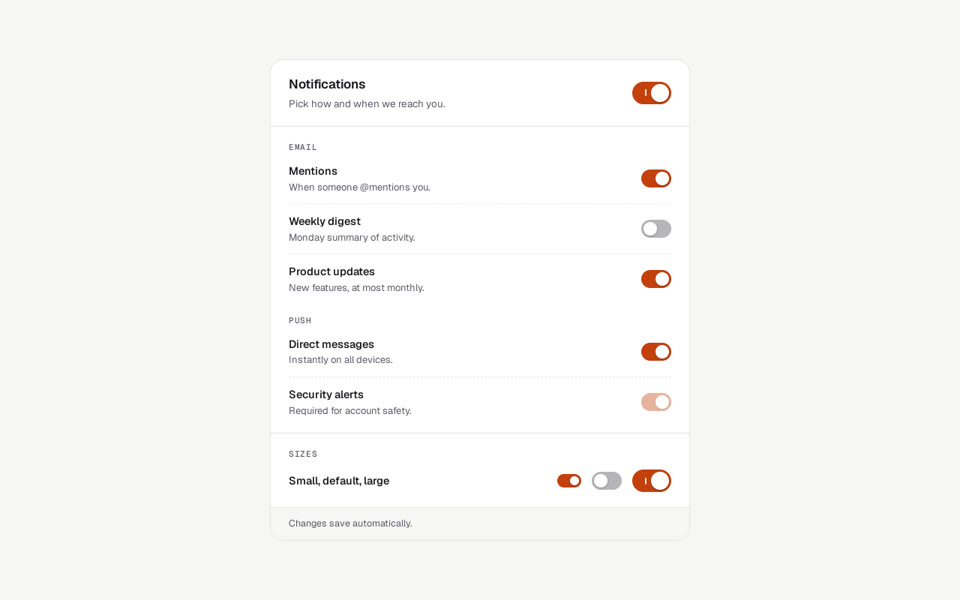 Notifications
Pick how and when we reach you.
EMAIL
Mentions
When someone @mentions you.
Weekly digest
Monday summary of activity.
Product updates
New features, at most monthly.
PUSH
Direct messages
Instantly on all devices.
Security alerts
Required for account safety.
SIZES
Small, default, large
Changes save automatically.